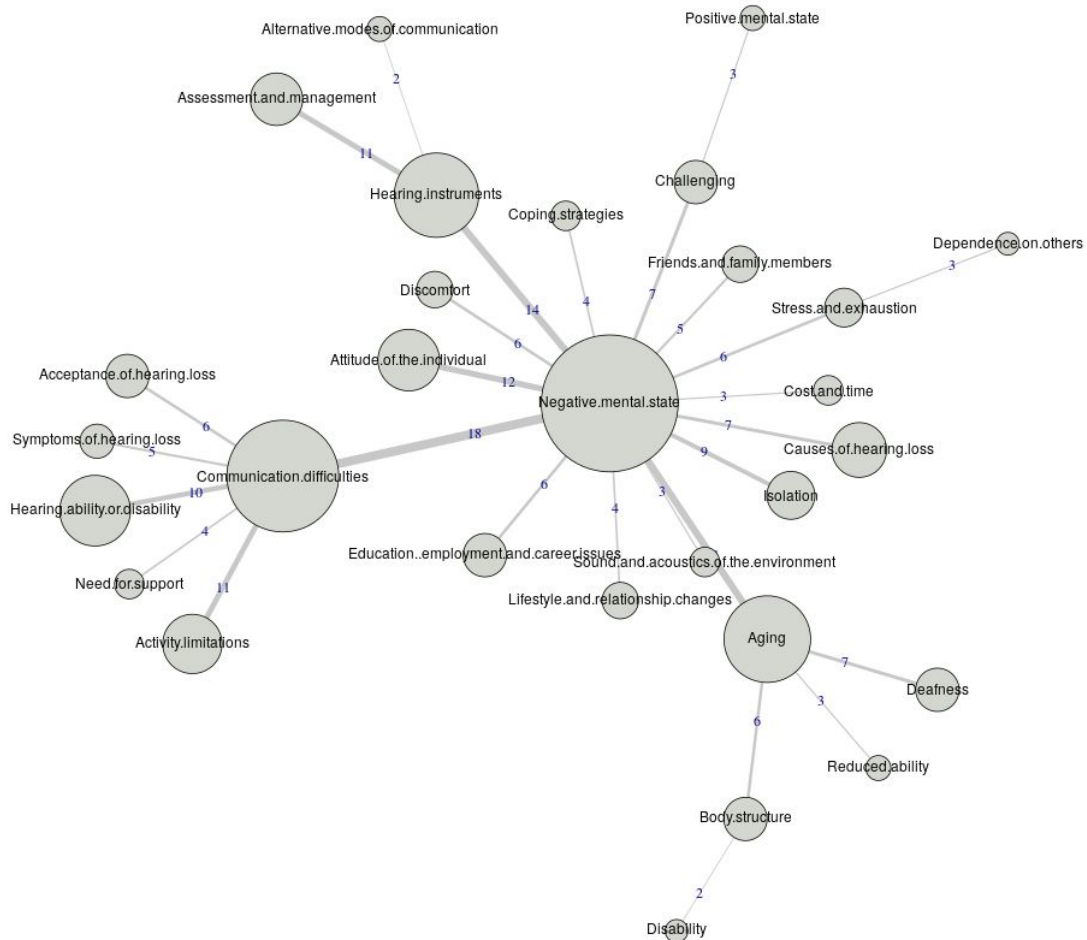 Positive.mental.state
Alternative.modes.of.communication
3
2
Assessment.and.management
11
Challenging
Hearing.instruments
Coping.strategies
Dependence.on.others
Friends.and.family.members
3
Discomfort
7
4
14
Stress.and.exhaustion
5
6
6
Attitude.of.the.individual
12
Acceptance.of.hearing.loss
3
Cost.and.time
Negative.mental.state
6
7
18
Symptoms.of.hearing.loss
5
9
Causes.of.hearing.loss
Communication.difficulties
10
Hearing.ability.or.disability
6
3
Isolation
4
4
Education..employment.and.career.issues
Sound.and.acoustics.of.the.environment
Need.for.support
11
Lifestyle.and.relationship.changes
Activity.limitations
Aging
7
Deafness
3
6
Reduced.ability
Body.structure
2
Disability